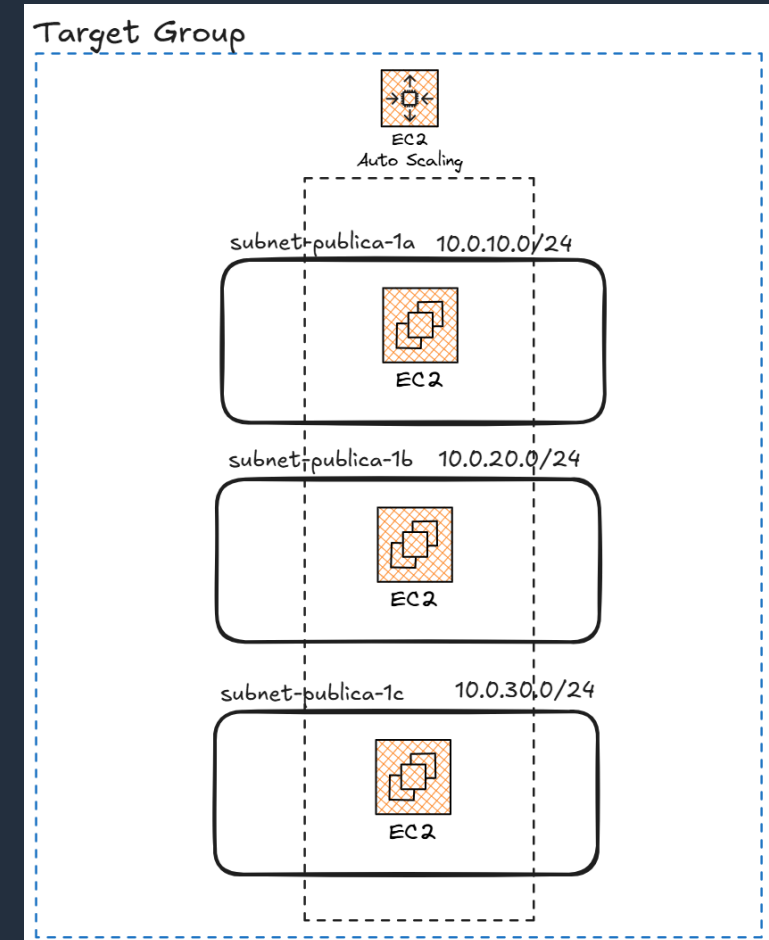 Target Group
EC2
Auto Scaling
subnet-publica-1a 10.0.10.0/24
EC2
subnet-publica-1b 10.0.20.0/24
EC2
subnet-publica-1c 10.0.30.0/24
EC2